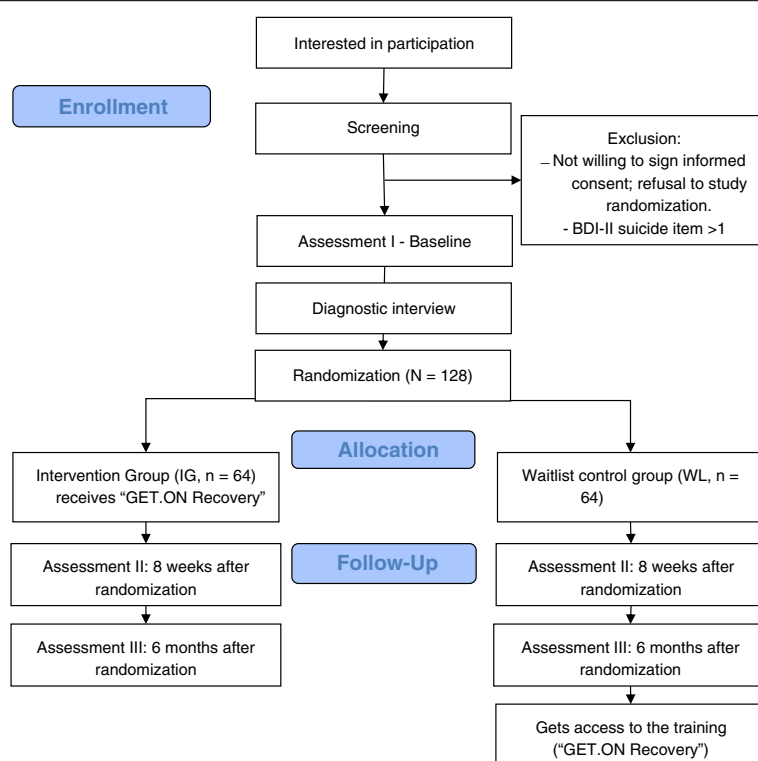 Interested in participation
Enrollment
Screening
Exclusion:
– Not willing to sign informed
consent; refusal to study
randomization.
- BDI-II suicide item >1
Assessment I - Baseline
Diagnostic interview
Randomization (N = 128)
Allocation
Intervention Group (IG, n = 64)
receives “GET.ON Recovery”
Waitlist control group (WL, n =
64)
Follow-Up
Assessment II: 8 weeks after
randomization
Assessment II: 8 weeks after
randomization
Assessment III: 6 months after
randomization
Assessment III: 6 months after
randomization
Gets access to the training
(“GET.ON Recovery”)